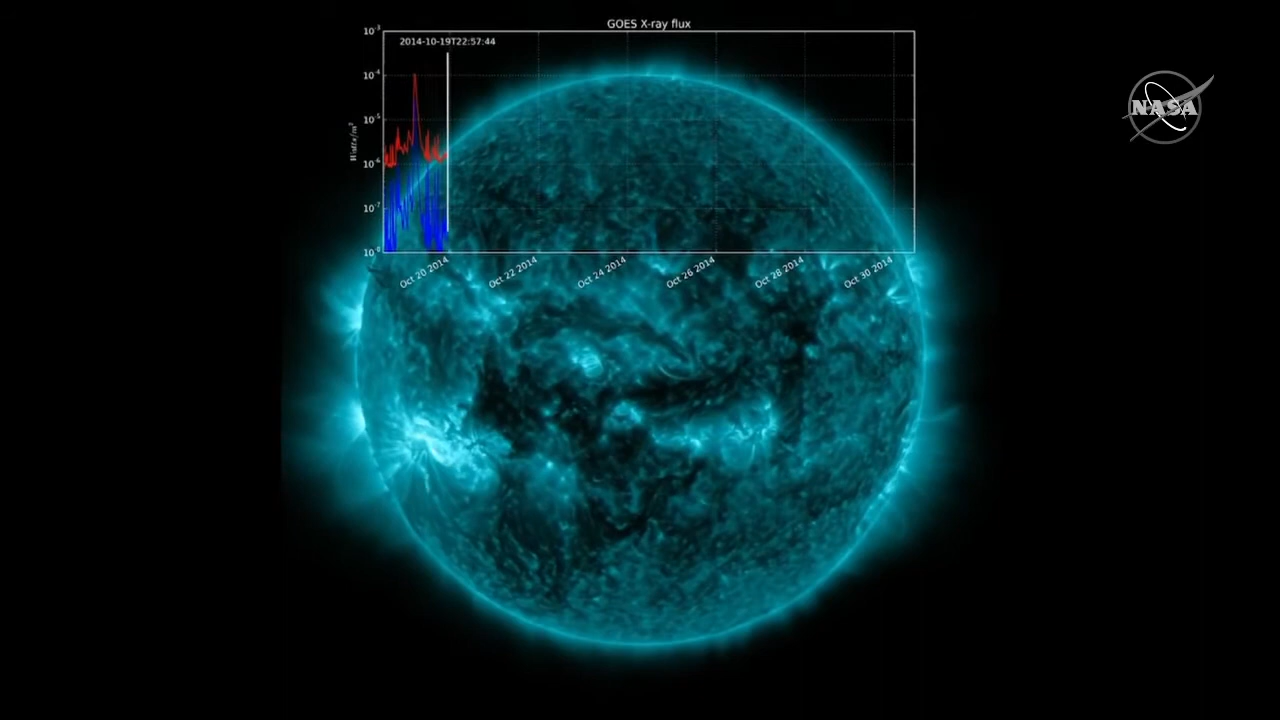 GOES X-ray flux
10⁻³
2014-10-19T22:57:44
10⁻⁴
10⁻⁵
Watts/m²
10⁻⁶
10⁻⁷
10⁻⁸
Oct 20 2014
Oct 22 2014
Oct 24 2014
Oct 26 2014
Oct 28 2014
Oct 30 2014
NASA